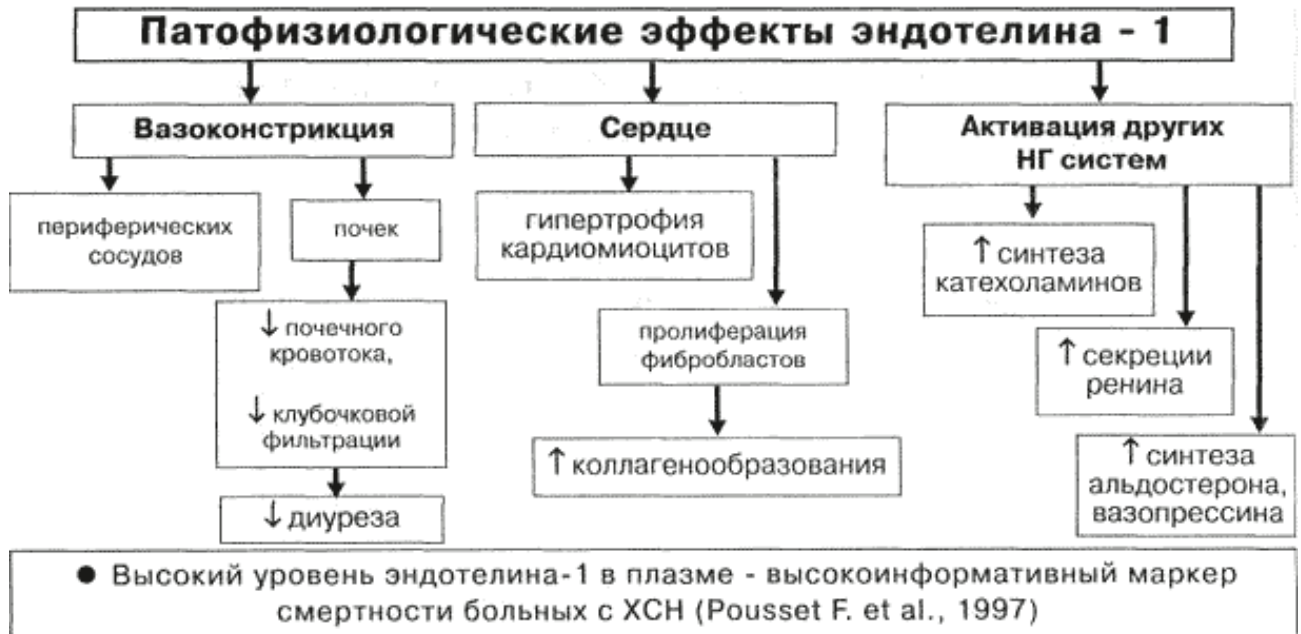 Патофизиологические эффекты эндотелина - 1
Вазоконстрикция
Сердце
Активация других
НГ систем
периферических
сосудов
почек
гипертрофия
кардиомиоцитов
↑ синтеза
катехоламинов
↓ почечного
кровотока,
↓ клубочковой
фильтрации
пролиферация
фибробластов
↑ секреции
ренина
↑ коллагенообразования
↑ синтеза
альдостерона,
вазопрессина
↓ диуреза
● Высокий уровень эндотелина-1 в плазме - высокоинформативный маркер
смертности больных с ХСН (Pousset F. et al., 1997)